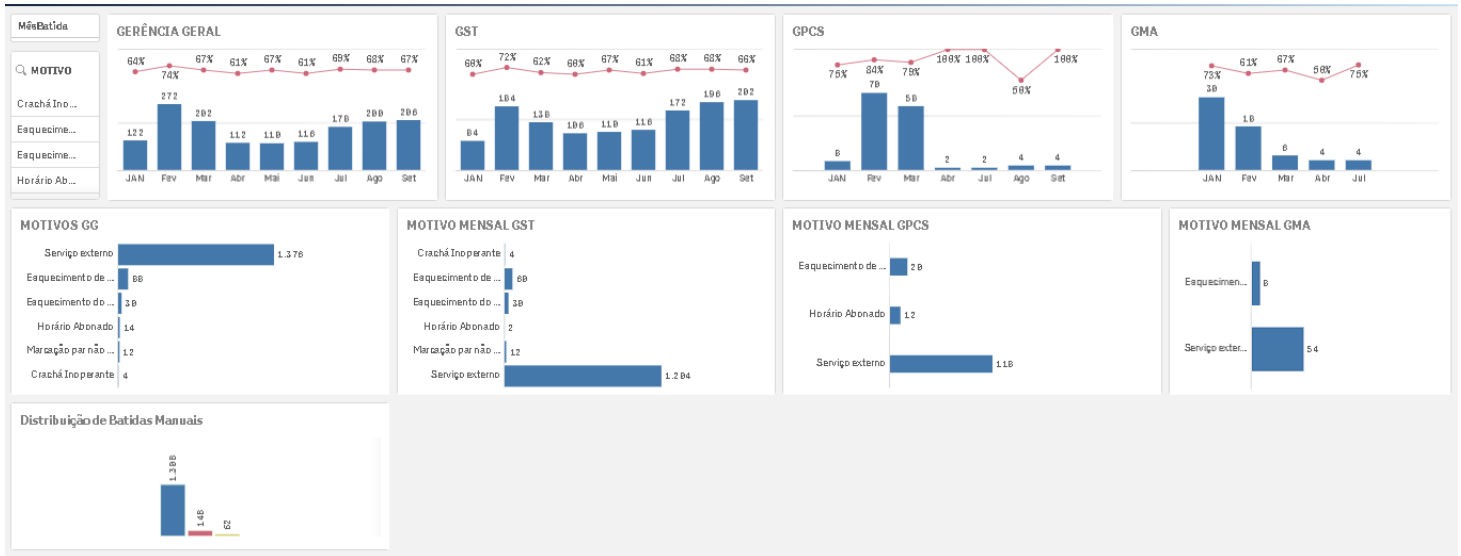 MêsBatida
MOTIVO
Crachá Ino...
Esquecime...
Esquecime...
Horário Ab...
GERÊNCIA GERAL
64% 74% 67% 61% 67% 61% 69% 68% 67%
122 272 202 112 110 116 178 200 206
JAN Fev Mar Abr Mai Jun Jul Ago Set
GST
60% 72% 62% 60% 67% 61% 68% 68% 66%
84 184 138 106 110 116 172 196 202
JAN Fev Mar Abr Mai Jun Jul Ago Set
GPCS
75% 84% 79% 100% 100% 50% 100%
8 70 58 2 2 4 4
JAN Fev Mar Abr Jul Ago Set
GMA
73% 61% 67% 50% 75%
30 18 6 4 4
JAN Fev Mar Abr Jul
MOTIVOS GG
Serviço externo 1.376
Esquecimento de ... 88
Esquecimento do ... 30
Horário Abonado 14
Marcação par não ... 12
Crachá Inoperante 4
MOTIVO MENSAL GST
Crachá Inoperante 4
Esquecimento de ... 60
Esquecimento do ... 30
Horário Abonado 2
Marcação par não ... 12
Serviço externo 1.204
MOTIVO MENSAL GPCS
Esquecimento de ... 20
Horário Abonado 12
Serviço externo 118
MOTIVO MENSAL GMA
Esquecimen... 8
Serviço exter... 54
Distribuição de Batidas Manuais
1.308
148
62